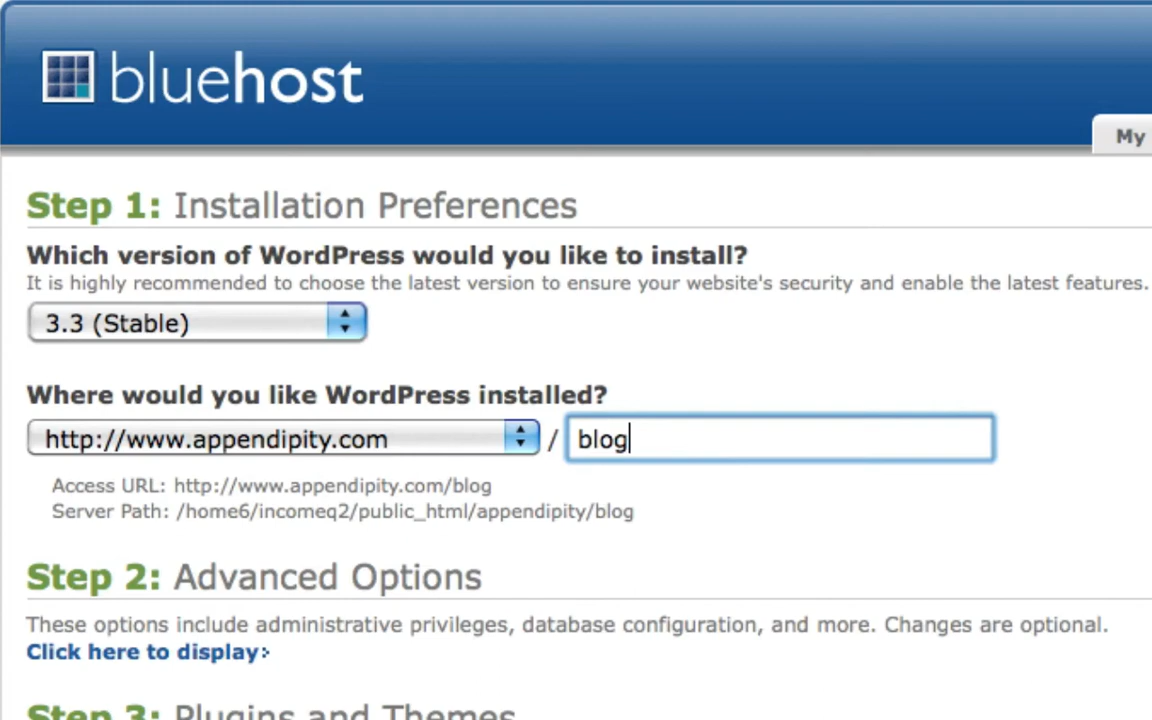 bluehost
My
Step 1: Installation Preferences
Which version of WordPress would you like to install?
It is highly recommended to choose the latest version to ensure your website's security and enable the latest features.
3.3 (Stable)
Where would you like WordPress installed?
http://www.appendipity.com / blog
Access URL: http://www.appendipity.com/blog
Server Path: /home6/incomeq2/public_html/appendipity/blog
Step 2: Advanced Options
These options include administrative privileges, database configuration, and more. Changes are optional.
Click here to display>
Step 3: Plugins and Themes